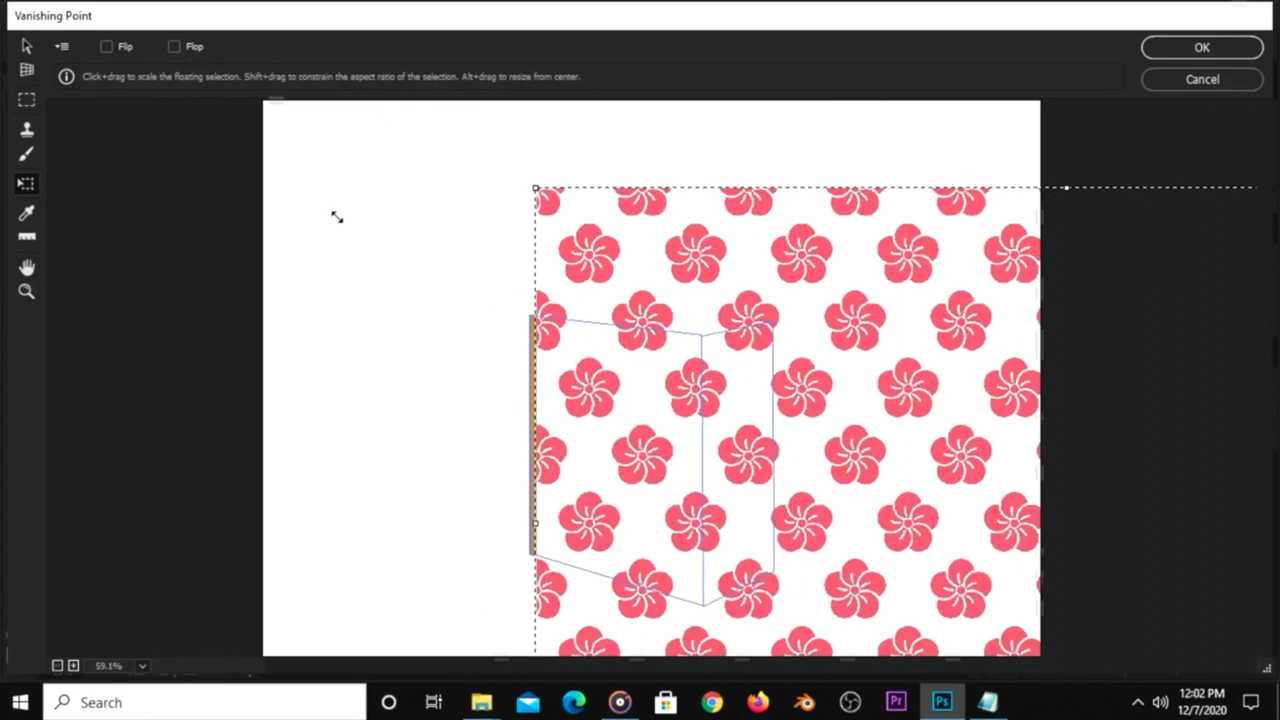 Vanishing Point
Flip
Flop
OK
Click+drag to scale the floating selection. Shift+drag to constrain the aspect ratio of the selection. Alt+drag to resize from center.
Cancel
59.1%
Search
Pr
Ps
12:02 PM
12/7/2020